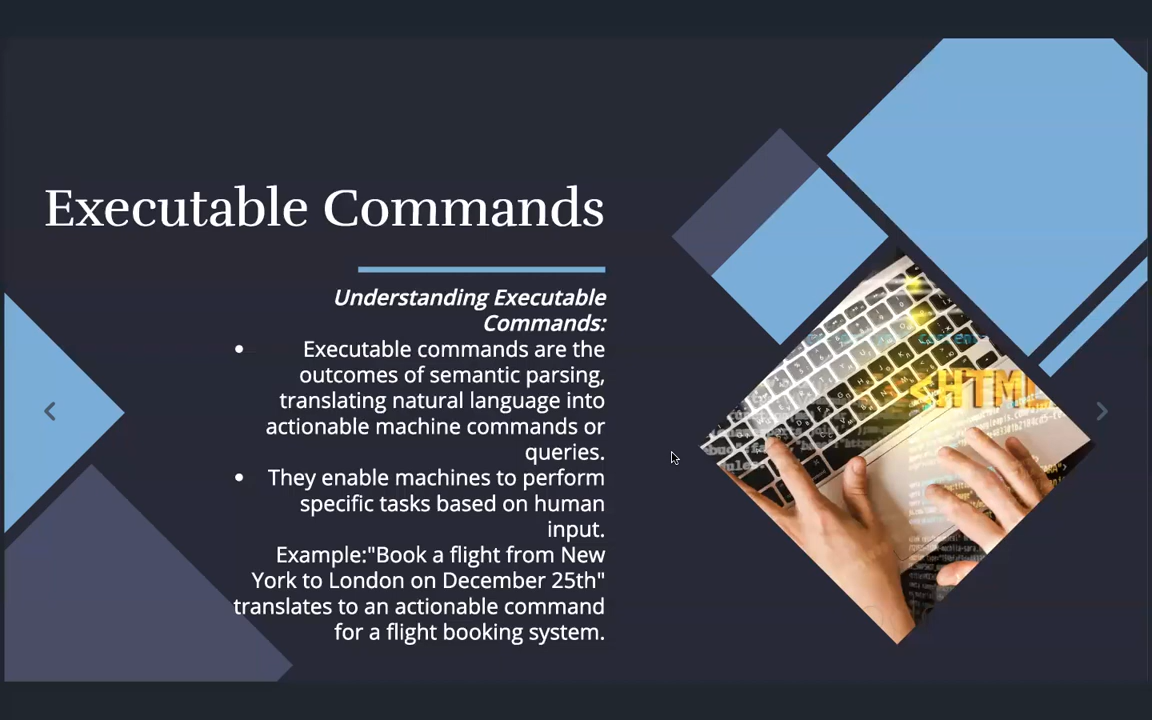 Executable Commands
Understanding Executable
Commands:
• Executable commands are the
outcomes of semantic parsing,
translating natural language into
actionable machine commands or
queries.
• They enable machines to perform
specific tasks based on human
input.
Example:"Book a flight from New
York to London on December 25th"
translates to an actionable command
for a flight booking system.
<HTM